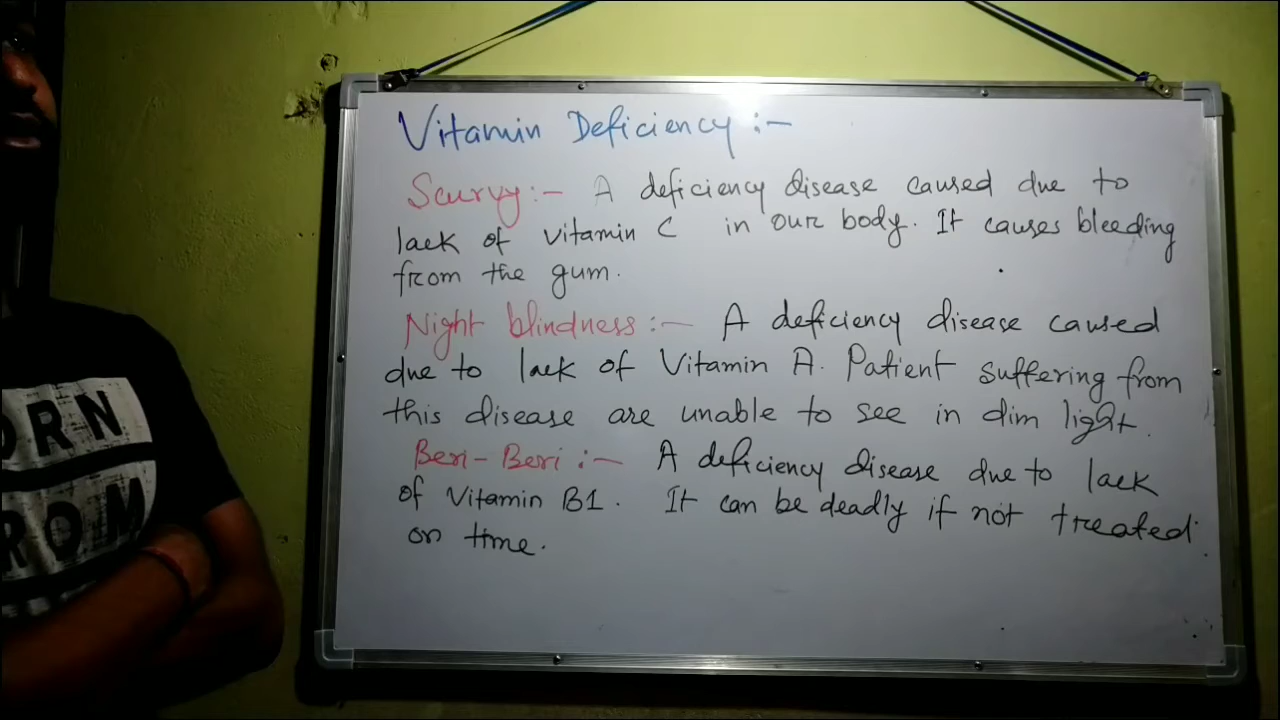 Vitamin Deficiency :-
Scurvy :- A deficiency disease caused due to
lack of vitamin C in our body. It causes bleeding
from the gum.
Night blindness :- A deficiency disease caused
due to lack of Vitamin A. Patient suffering from
this disease are unable to see in dim light.
Beri-Beri :- A deficiency disease due to lack
of Vitamin B1. It can be deadly if not treated
on time.
ORN
ROM